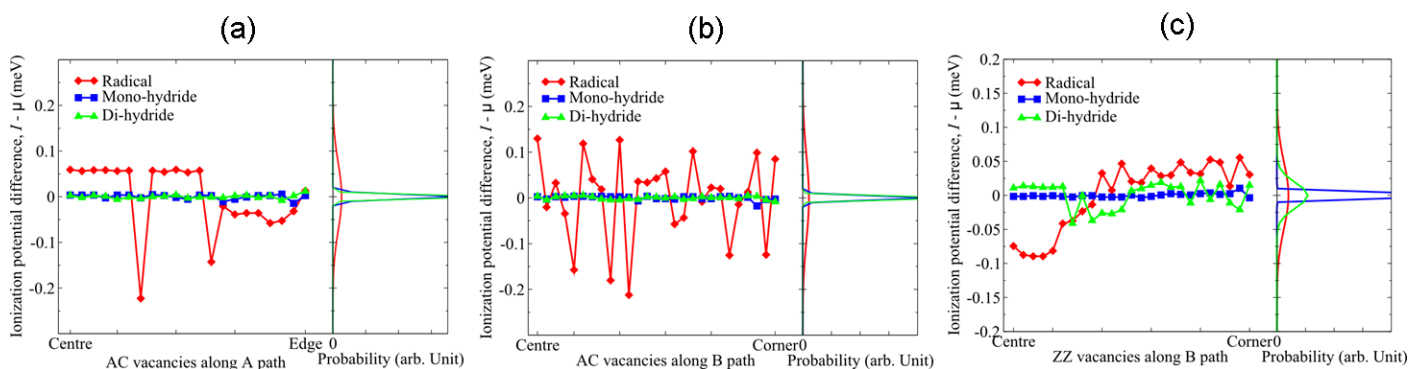 (a)
Ionization potential difference, I - μ (meV)
0.2
0.1
0
-0.1
-0.2
Radical
Mono-hydride
Di-hydride
Centre
Edge
0
AC vacancies along A path
Probability (arb. Unit)
(b)
Ionization potential difference, I - μ (meV)
0.2
0.1
0
-0.1
-0.2
Radical
Mono-hydride
Di-hydride
Centre
Corner
0
AC vacancies along B path
Probability (arb. Unit)
(c)
Ionization potential difference, I - μ (meV)
0.2
0.15
0.1
0.05
0
-0.05
-0.1
-0.15
-0.2
Radical
Mono-hydride
Di-hydride
Centre
Corner
0
ZZ vacancies along B path
Probability (arb. Unit)